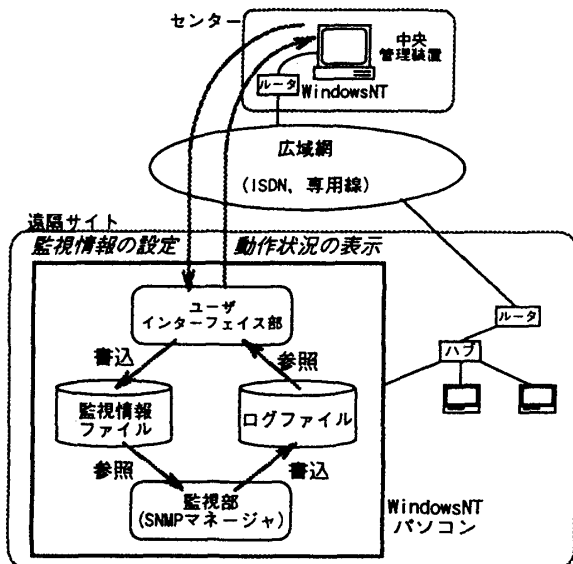 センター
中央
管理装置
ルータ
WindowsNT
広域網
(ISDN、専用線)
遠隔サイト
監視情報の設定
動作状況の表示
ユーザ
インターフェイス部
書込
参照
監視情報
ファイル
ログファイル
参照
書込
監視部
(SNMPマネージャ)
ルータ
ハブ
WindowsNT
パソコン